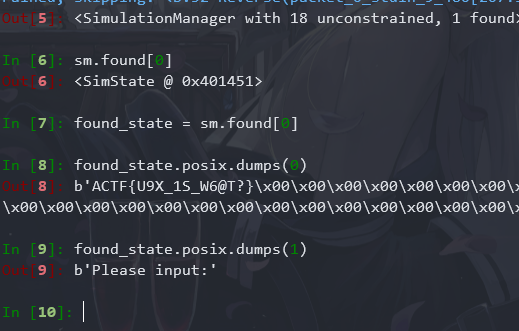 Out[5]: <SimulationManager with 18 unconstrained, 1 found>
In [6]: sm.found[0]
Out[6]: <SimState @ 0x401451>
In [7]: found_state = sm.found[0]
In [8]: found_state.posix.dumps(0)
Out[8]: b'ACTF{U9X_1S_W6@T?}\x00\x00\x00\x00\x00\x00\x00\x
\x00\x00\x00\x00\x00\x00\x00\x00\x00\x00\x00\x00\x00\x00\x
In [9]: found_state.posix.dumps(1)
Out[9]: b'Please input:'
In [10]: